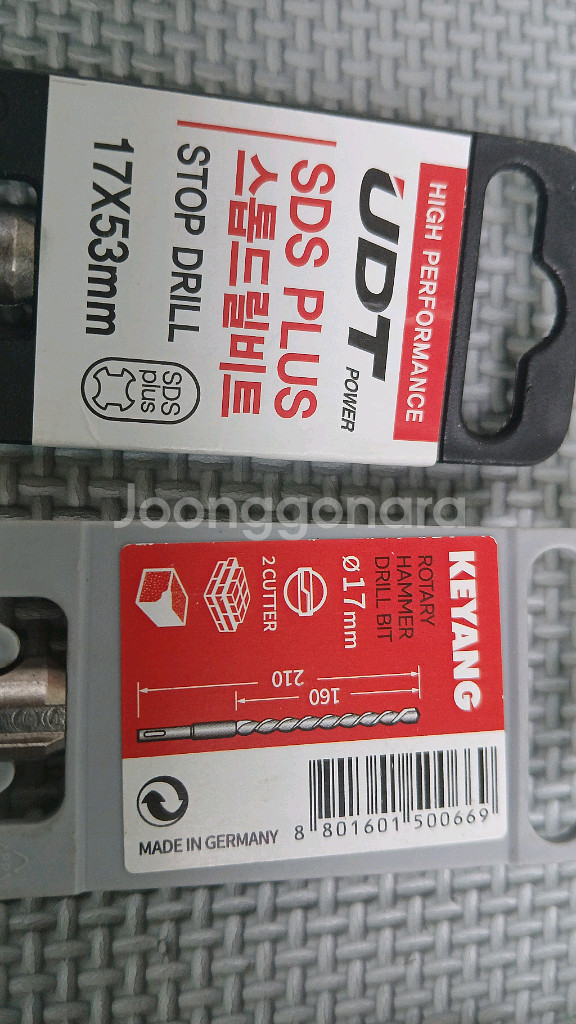 HIGH PERFORMANCE
UDT POWER
SDS PLUS
스톱드릴비트
STOP DRILL
17X53mm
SDS
plus
Joonggonara
KEYANG
ROTARY
HAMMER
DRILL BIT
Ø17mm
2 CUTTER
160
210
8 801601 500669
MADE IN GERMANY